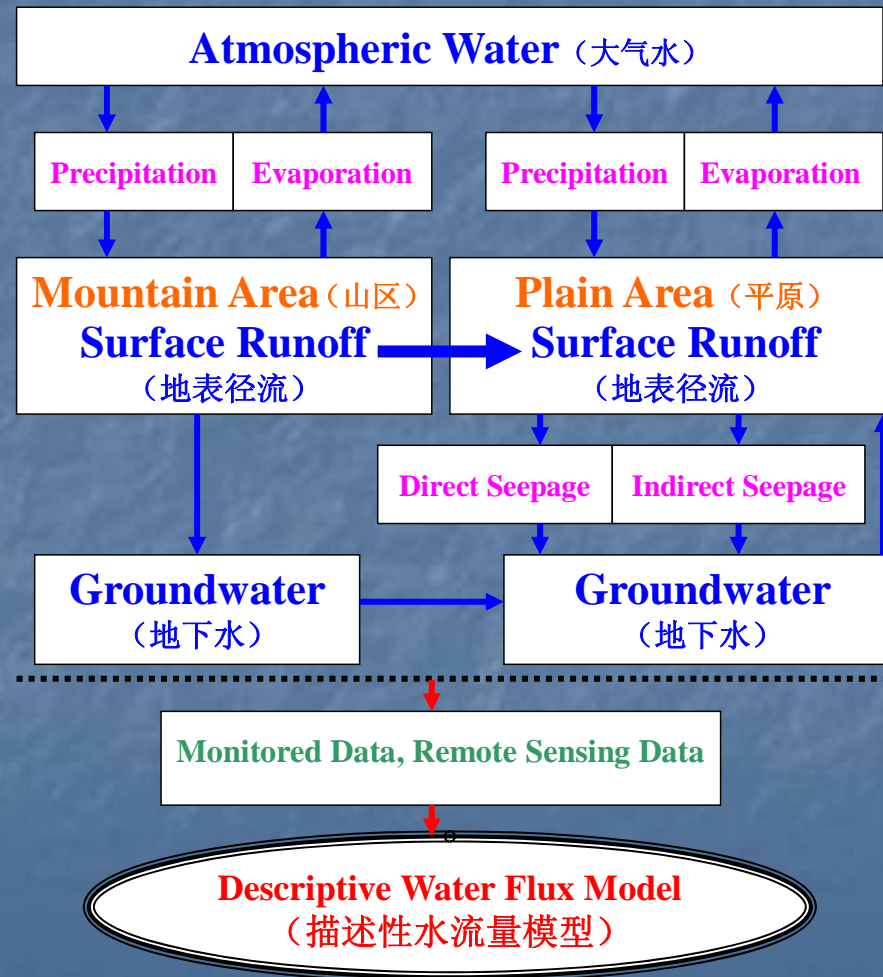 Atmospheric Water（大气水）
Precipitation
Evaporation
Precipitation
Evaporation
Mountain Area（山区）
Surface Runoff
（地表径流）
Plain Area（平原）
Surface Runoff
（地表径流）
Direct Seepage
Indirect Seepage
Groundwater
（地下水）
Groundwater
（地下水）
Monitored Data, Remote Sensing Data
Descriptive Water Flux Model
（描述性水流量模型）